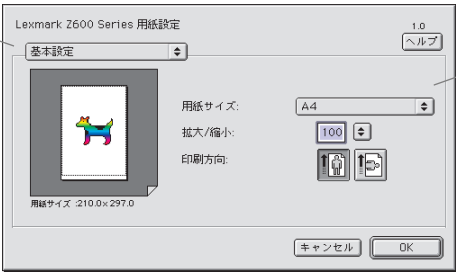 Lexmark Z600 Series 用紙設定
1.0
ヘルプ
基本設定
用紙サイズ:
A4
拡大/縮小:
100
印刷方向:
用紙サイズ :210.0×297.0
キャンセル
OK